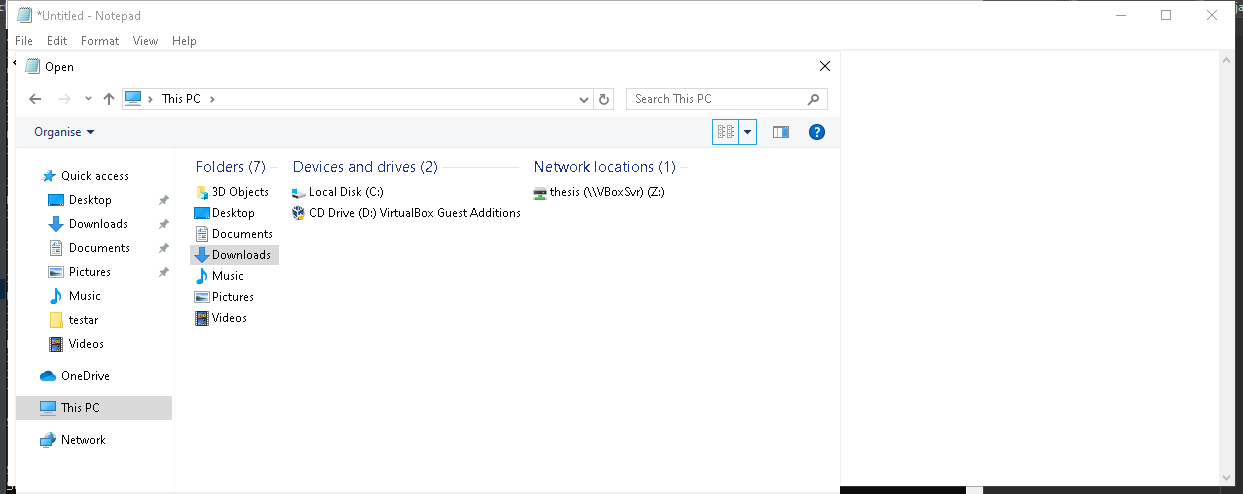 *Untitled - Notepad
File Edit Format View Help
Open
This PC
Search This PC
Organise
Quick access
Desktop
Downloads
Documents
Pictures
Music
testar
Videos
OneDrive
This PC
Network
Folders (7)
3D Objects
Desktop
Documents
Downloads
Music
Pictures
Videos
Devices and drives (2)
Local Disk (C:)
CD Drive (D:) VirtualBox Guest Additions
Network locations (1)
thesis (\\VBoxSvr) (Z:)